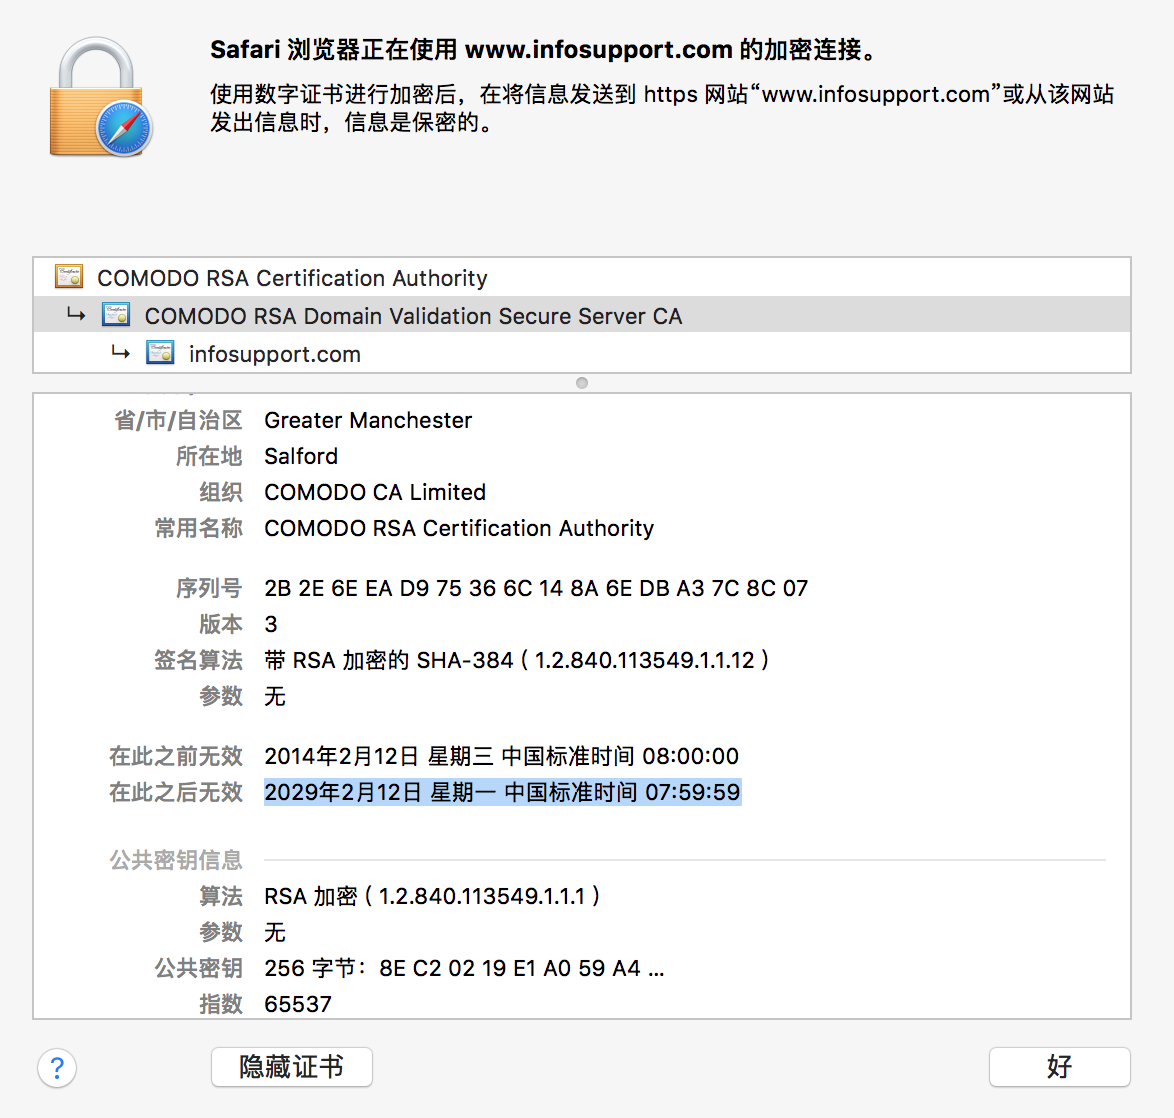 Safari 浏览器正在使用 www.infosupport.com 的加密连接。
使用数字证书进行加密后，在将信息发送到 https 网站“www.infosupport.com”或从该网站
发出信息时，信息是保密的。
COMODO RSA Certification Authority
↳ COMODO RSA Domain Validation Secure Server CA
↳ infosupport.com
省/市/自治区 Greater Manchester
所在地 Salford
组织 COMODO CA Limited
常用名称 COMODO RSA Certification Authority
序列号 2B 2E 6E EA D9 75 36 6C 14 8A 6E DB A3 7C 8C 07
版本 3
签名算法 带 RSA 加密的 SHA-384 ( 1.2.840.113549.1.1.12 )
参数 无
在此之前无效 2014年2月12日 星期三 中国标准时间 08:00:00
在此之后无效 2029年2月12日 星期一 中国标准时间 07:59:59
公共密钥信息
算法 RSA 加密 ( 1.2.840.113549.1.1.1 )
参数 无
公共密钥 256 字节： 8E C2 02 19 E1 A0 59 A4 ...
指数 65537
? 隐藏证书 好